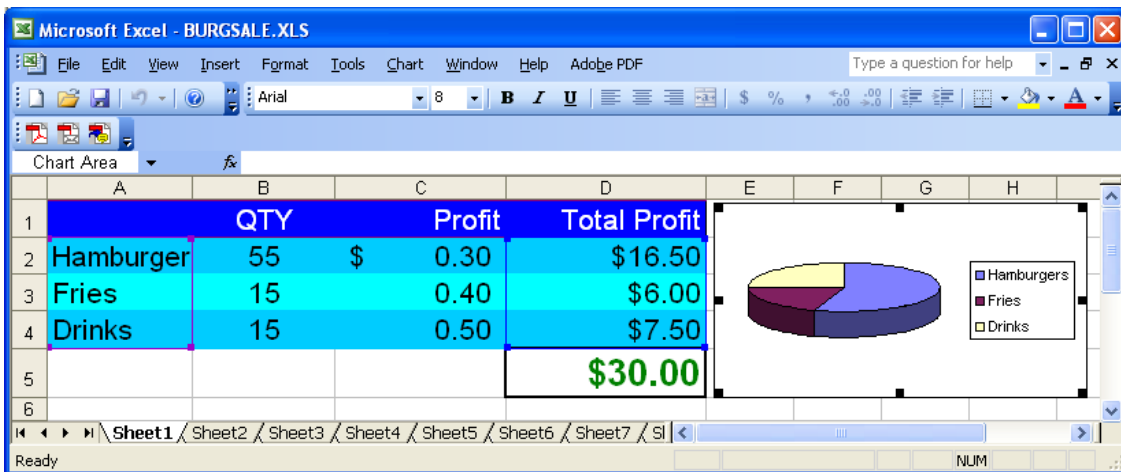 Microsoft Excel - BURGSALE.XLS
File Edit View Insert Format Tools Chart Window Help Adobe PDF Type a question for help
Arial 8 B I U $ % , .00 .00 A
Chart Area fx
A B C D E F G H
1 QTY Profit Total Profit
2 Hamburger 55 $ 0.30 $16.50
3 Fries 15 0.40 $6.00
4 Drinks 15 0.50 $7.50
5 $30.00
6
Hamburgers
Fries
Drinks
Sheet1 / Sheet2 / Sheet3 / Sheet4 / Sheet5 / Sheet6 / Sheet7 / Sl
Ready NUM